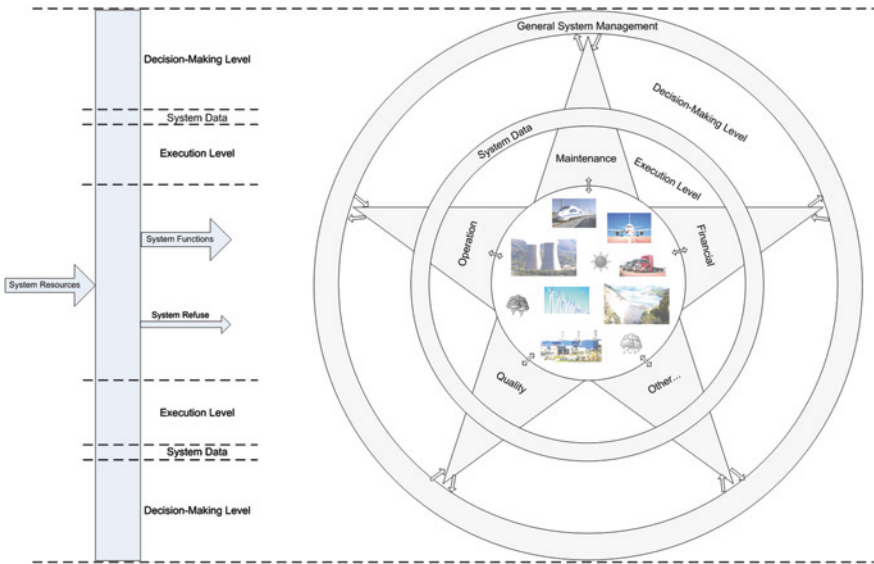 Decision-Making Level
System Data
Execution Level
System Functions
System Resources
System Refuse
Execution Level
System Data
Decision-Making Level
General System Management
Decision-Making Level
System Data
Execution Level
Maintenance
Operation
Financial
Quality
Other...